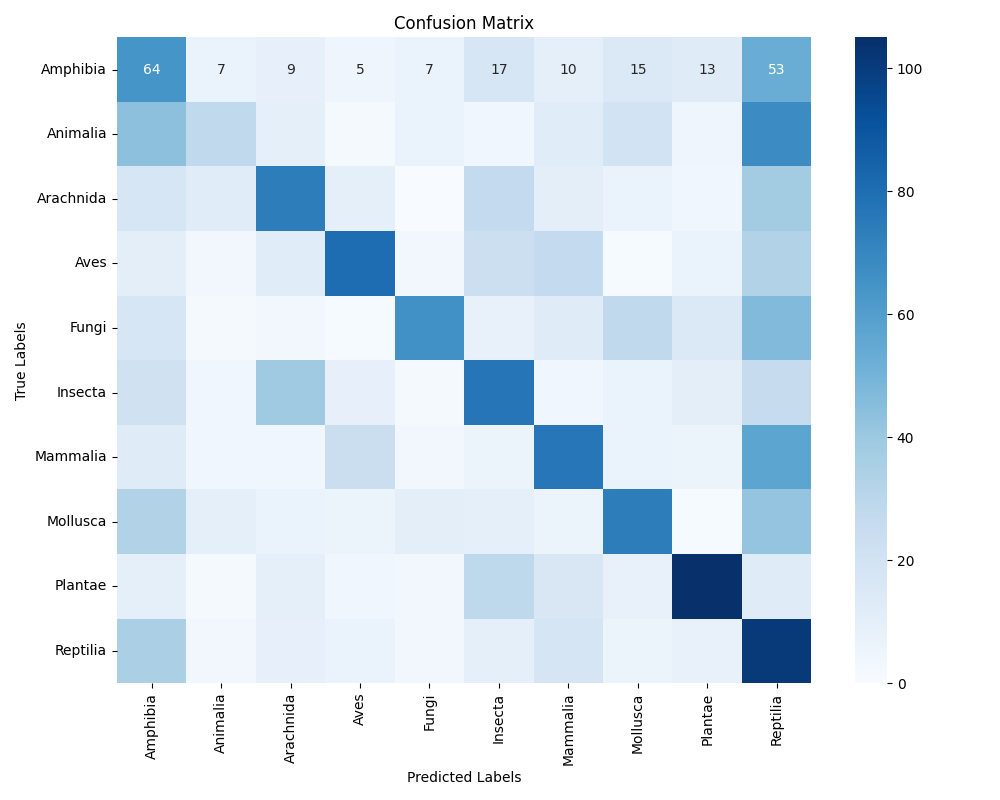 Confusion Matrix
Amphibia 64 7 9 5 7 17 10 15 13 53
Animalia
Arachnida
Aves
Fungi
Insecta
Mammalia
Mollusca
Plantae
Reptilia
True Labels
Amphibia Animalia Arachnida Aves Fungi Insecta Mammalia Mollusca Plantae Reptilia
Predicted Labels
100
80
60
40
20
0